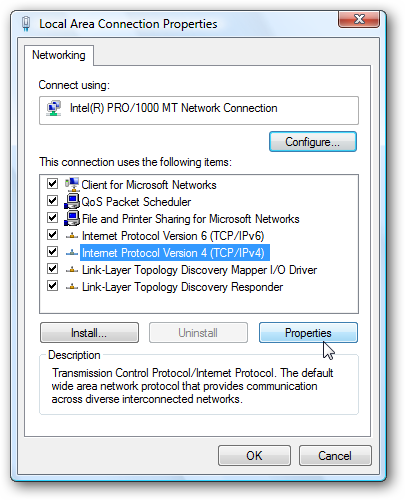 Local Area Connection Properties
Networking
Connect using:
Intel(R) PRO/1000 MT Network Connection
Configure...
This connection uses the following items:
Client for Microsoft Networks
QoS Packet Scheduler
File and Printer Sharing for Microsoft Networks
Internet Protocol Version 6 (TCP/IPv6)
Internet Protocol Version 4 (TCP/IPv4)
Link-Layer Topology Discovery Mapper I/O Driver
Link-Layer Topology Discovery Responder
Install... Uninstall Properties
Description
Transmission Control Protocol/Internet Protocol. The default
wide area network protocol that provides communication
across diverse interconnected networks.
OK Cancel